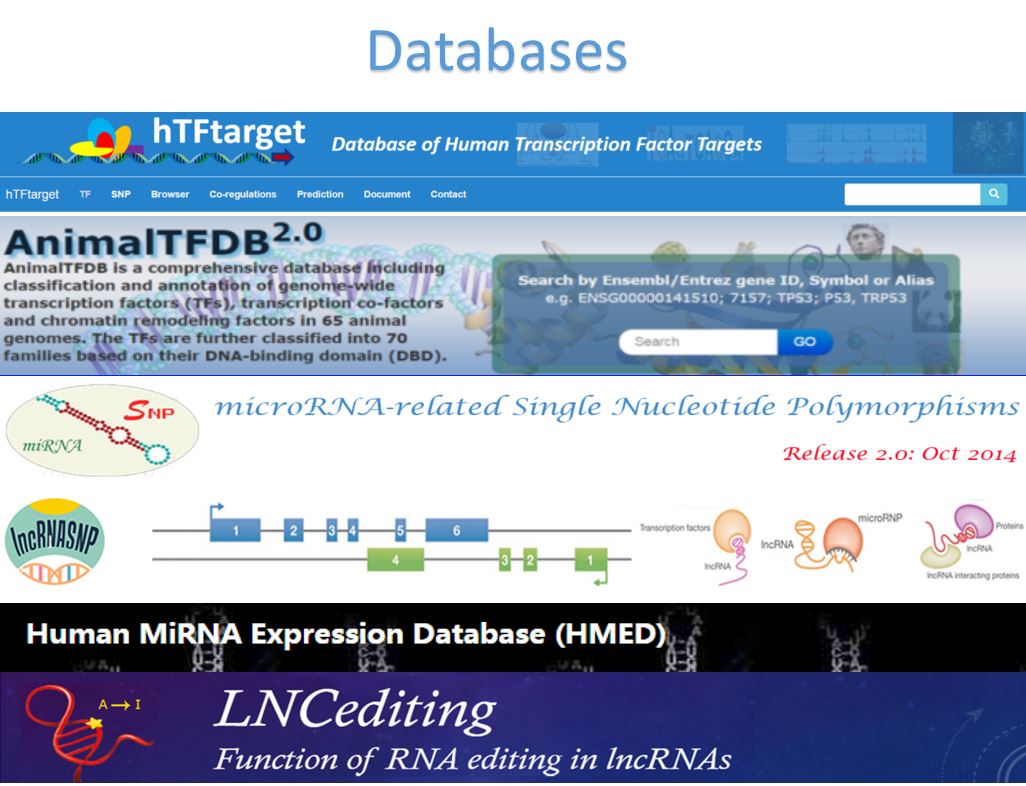 Databases
hTFtarget
Database of Human Transcription Factor Targets
hTFtarget TF SNP Browser Co-regulations Prediction Document Contact
AnimalTFDB2.0
AnimalTFDB is a comprehensive database including
classification and annotation of genome-wide
transcription factors (TFs), transcription co-factors
and chromatin remodeling factors in 65 animal
genomes. The TFs are further classified into 70
families based on their DNA-binding domain (DBD).
Search by Ensembl/Entrez gene ID, Symbol or Alias
e.g. ENSG00000141510; 7157; TP53; P53, TRP53
Search GO
SNP
miRNA
microRNA-related Single Nucleotide Polymorphisms
Release 2.0: Oct 2014
lncRNASNP
1 2 3 4 5 6
4 3 2 1
Transcription factors
lncRNA
lncRNA
microRNP
Proteins
lncRNA
lncRNA interacting proteins
Human MiRNA Expression Database (HMED)
A→I
LNCediting
Function of RNA editing in lncRNAs